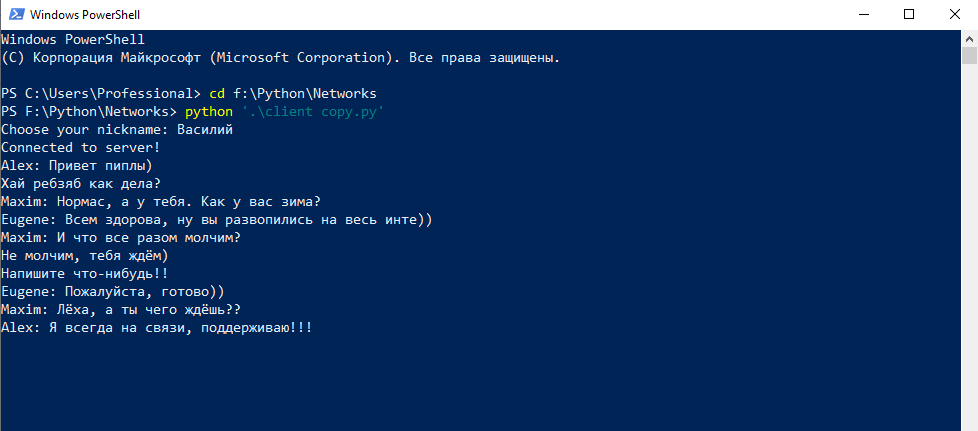 Windows PowerShell
Windows PowerShell
(C) Корпорация Майкрософт (Microsoft Corporation). Все права защищены.
PS C:\Users\Professional> cd f:\Python\Networks
PS F:\Python\Networks> python '.\client copy.py'
Choose your nickname: Василий
Connected to server!
Alex: Привет пиплы)
Хай ребзяб как дела?
Maxim: Нормас, а у тебя. Как у вас зима?
Eugene: Всем здорова, ну вы развопились на весь инте))
Maxim: И что все разом молчим?
Не молчим, тебя ждём)
Напишите что-нибудь!!
Eugene: Пожалуйста, готово))
Maxim: Лёха, а ты чего ждёшь??
Alex: Я всегда на связи, поддерживаю!!!